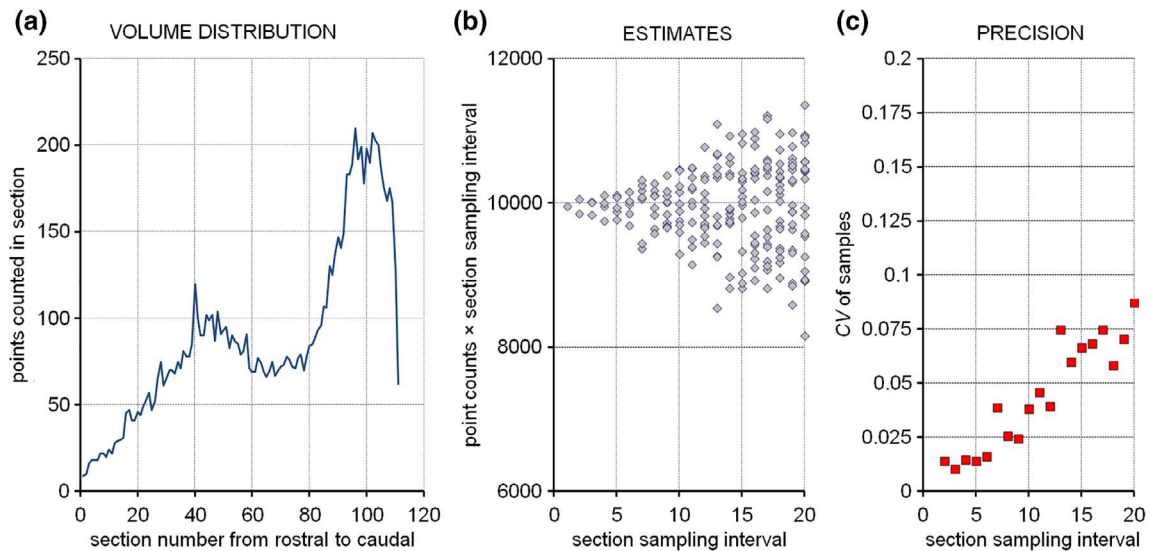 (a) VOLUME DISTRIBUTION
points counted in section
250
200
150
100
50
0
0 20 40 60 80 100 120
section number from rostral to caudal
(b) ESTIMATES
point counts × section sampling interval
12000
10000
8000
6000
0 5 10 15 20
section sampling interval
(c) PRECISION
CV of samples
0.2
0.175
0.15
0.125
0.1
0.075
0.05
0.025
0
0 5 10 15 20
section sampling interval